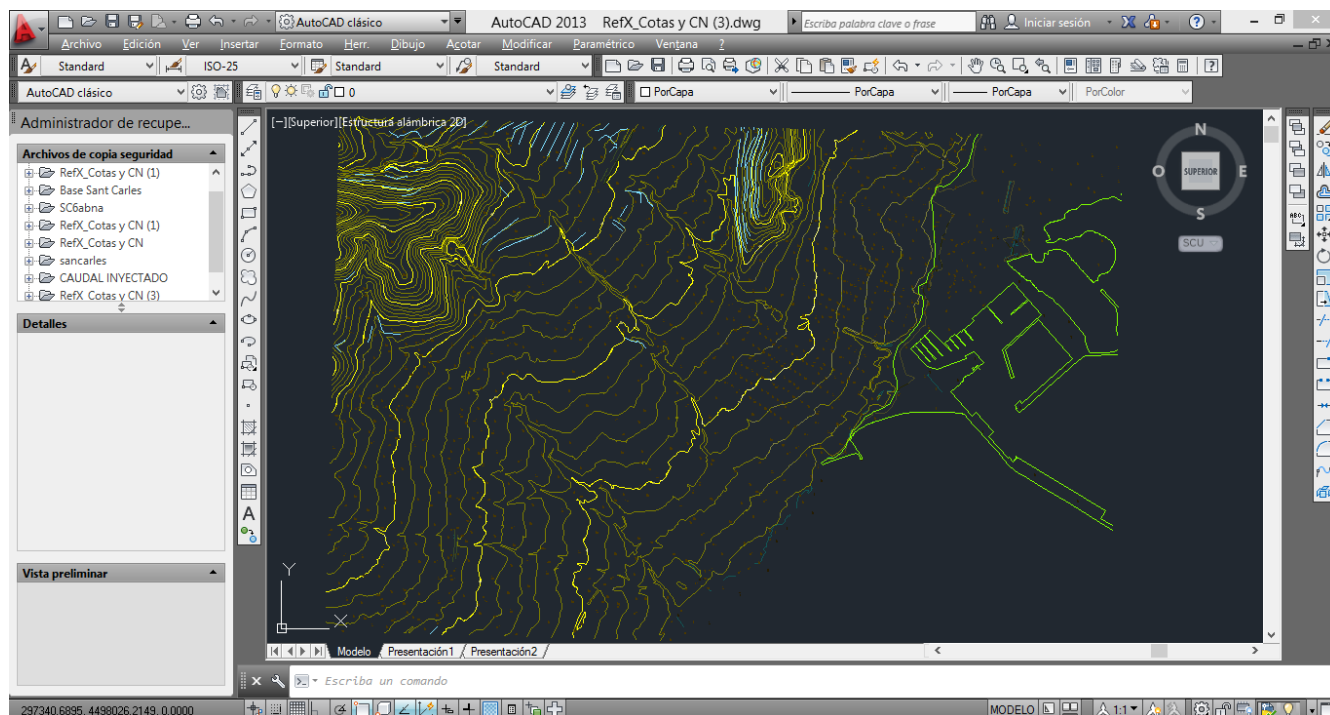 AutoCAD clásico AutoCAD 2013 RefX_Cotas y CN (3).dwg Escriba palabra clave o frase Iniciar sesión ?
Archivo Edición Ver Insertar Formato Herr. Dibujo Acotar Modificar Paramétrico Ventana ?
Standard ISO-25 Standard Standard
AutoCAD clásico 0 PorCapa PorCapa PorCapa PorColor
Administrador de recupe...
Archivos de copia seguridad
RefX_Cotas y CN (1)
Base Sant Carles
SC6abna
RefX_Cotas y CN (1)
RefX_Cotas y CN
sancarles
CAUDAL INYECTADO
RefX_Cotas y CN (3)
Detalles
Vista preliminar
[−][Superior][Estructura alámbrica 2D]
N
O SUPERIOR E
S
SCU
ABC
A
Y
X
Modelo Presentación1 Presentación2
Escriba un comando
297340.6895, 4498026.2149, 0.0000 MODELO 1:1